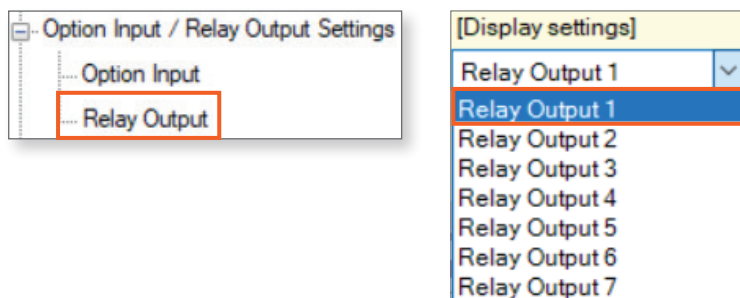 Option Input / Relay Output Settings
Option Input
Relay Output
[Display settings]
Relay Output 1
Relay Output 1
Relay Output 2
Relay Output 3
Relay Output 4
Relay Output 5
Relay Output 6
Relay Output 7